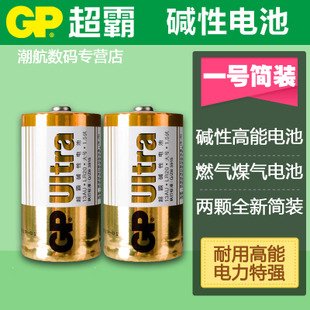 GP超霸 碱性电池
潮航数码专营店
一号简装
碱性高能电池
燃气煤气电池
两颗全新简装
耐用高能
电力特强
GP Ultra
GP Ultra